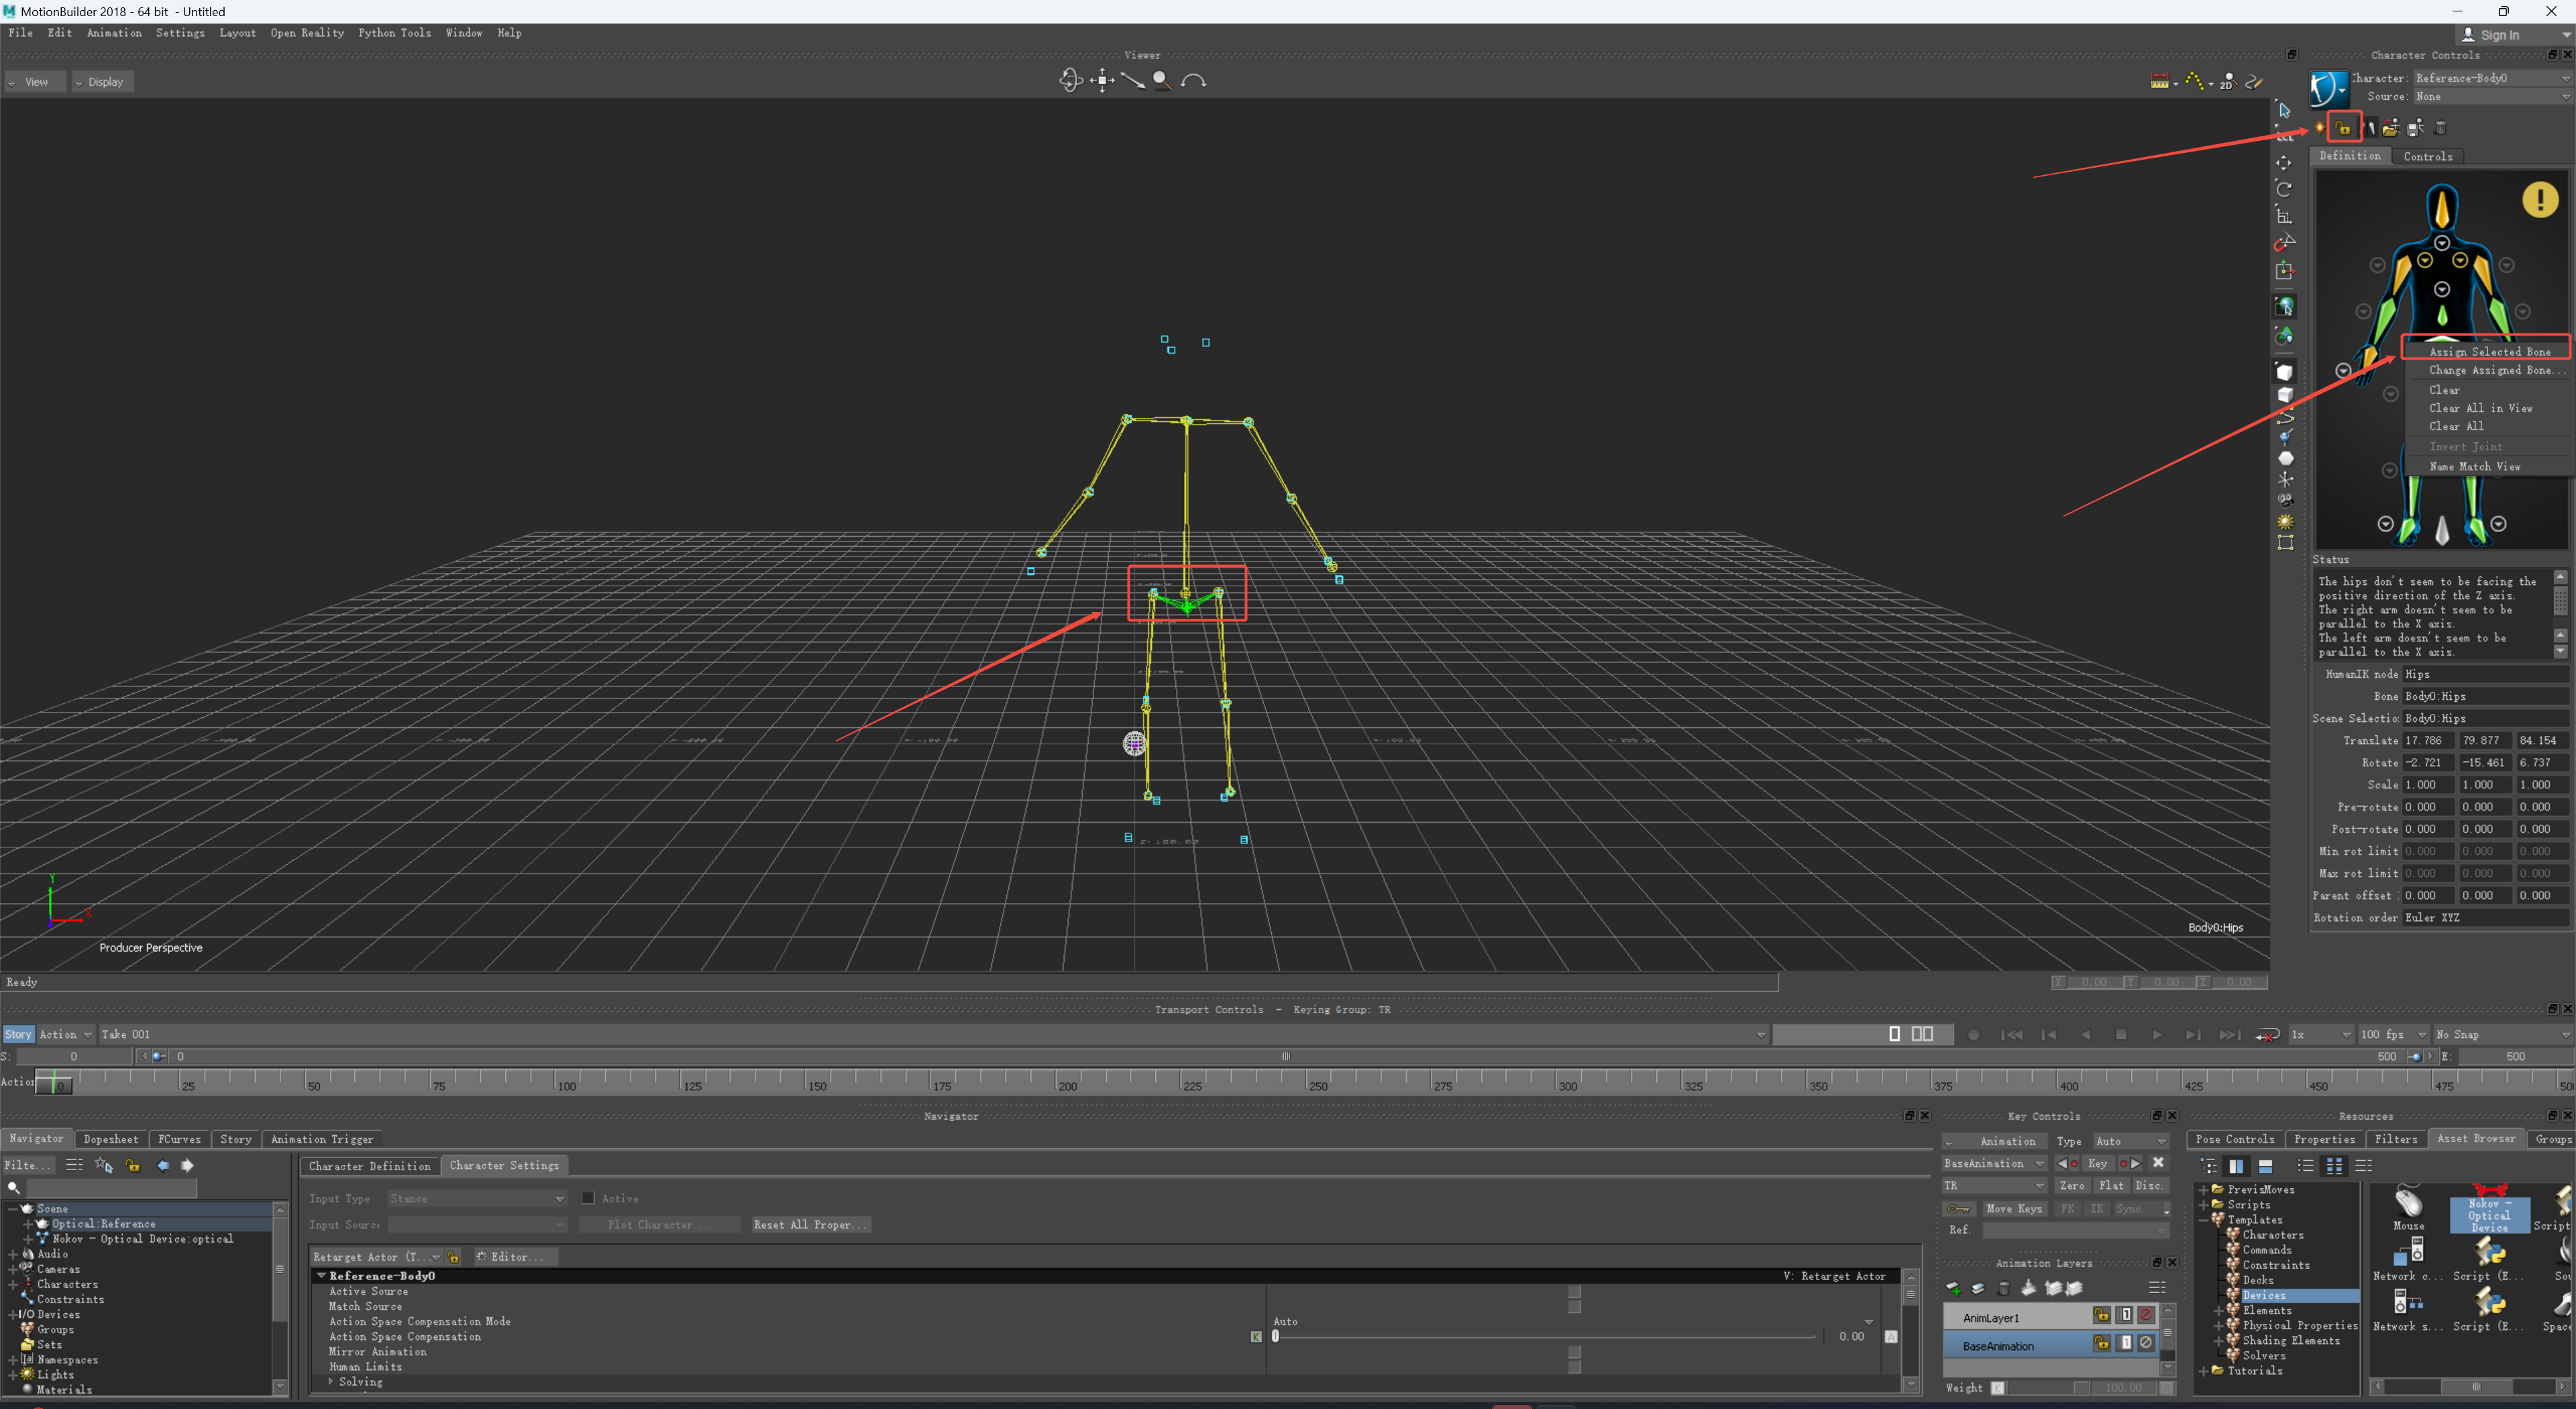 MotionBuilder 2018 - 64 bit - Untitled
File Edit Animation Settings Layout Open Reality Python Tools Window Help
Sign In
Viewer
Character Controls
View Display
2D
Character: Reference-Body0
Source: None
Definition Controls
Assign Selected Bone
Change Assigned Bone...
Clear
Clear All in View
Clear All
Invert Joint
Name Match View
Status
The hips don't seem to be facing the
positive direction of the Z axis.
The right arm doesn't seem to be
parallel to the X axis.
The left arm doesn't seem to be
parallel to the X axis.
HumanIK node Hips
Bone Body0:Hips
Scene Selectio: Body0:Hips
Translate 17.786 79.877 84.154
Rotate -2.721 -15.461 6.737
Scale 1.000 1.000 1.000
Pre-rotate 0.000 0.000 0.000
Post-rotate 0.000 0.000 0.000
Min rot limit 0.000 0.000 0.000
Max rot limit 0.000 0.000 0.000
Parent offset 0.000 0.000 0.000
Rotation order Euler XYZ
Y
X
Producer Perspective
Body0:Hips
Ready
X 0.00 Y 0.00 Z 0.00
Transport Controls - Keying Group: TR
Story Action Take 001
1x 100 fps No Snap
S: 0 0 500 E: 500
Action 0 25 50 75 100 125 150 175 200 225 250 275 300 325 350 375 400 425 450 475 500
Navigator
Navigator Dopesheet FCurves Story Animation Trigger
Filte...
Scene
Optical:Reference
Nokov - Optical Device:optical
Audio
Cameras
Characters
Constraints
I/O Devices
Groups
Sets
Namespaces
Lights
Materials
Character Definition Character Settings
Input Type Stance Active
Input Source Plot Character... Reset All Proper...
Retarget Actor (T... Editor...
Reference-Body0 V: Retarget Actor
Active Source
Match Source
Action Space Compensation Mode Auto
Action Space Compensation K 0.00 A
Mirror Animation
Human Limits
Solving
Key Controls
Animation Type Auto
BaseAnimation Key
TR Zero Flat Disc.
Move Keys FK IK Sync...
Ref.
Animation Layers
AnimLayer1
BaseAnimation
Weight K 100.00
Resources
Pose Controls Properties Filters Asset Browser Groups
PrevisMoves
Scripts
Templates
Characters
Commands
Constraints
Decks
Devices
Elements
Physical Properties
Shading Elements
Solvers
Tutorials
Mouse
Nokov -
Optical
Device
Script
Network c... Script (E... Sou
Network s... Script (E... Space